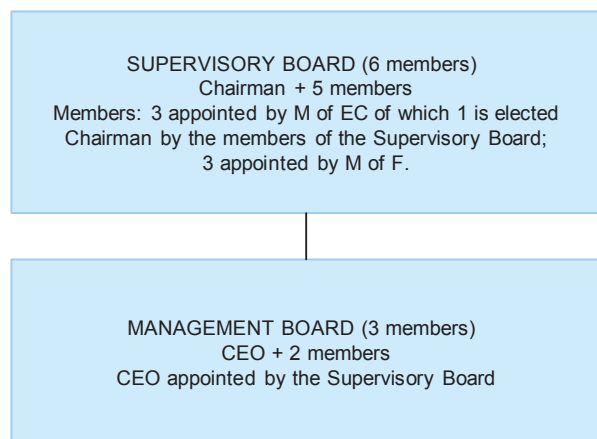 SUPERVISORY BOARD (6 members)
Chairman + 5 members
Members: 3 appointed by M of EC of which 1 is elected
Chairman by the members of the Supervisory Board;
3 appointed by M of F.
MANAGEMENT BOARD (3 members)
CEO + 2 members
CEO appointed by the Supervisory Board